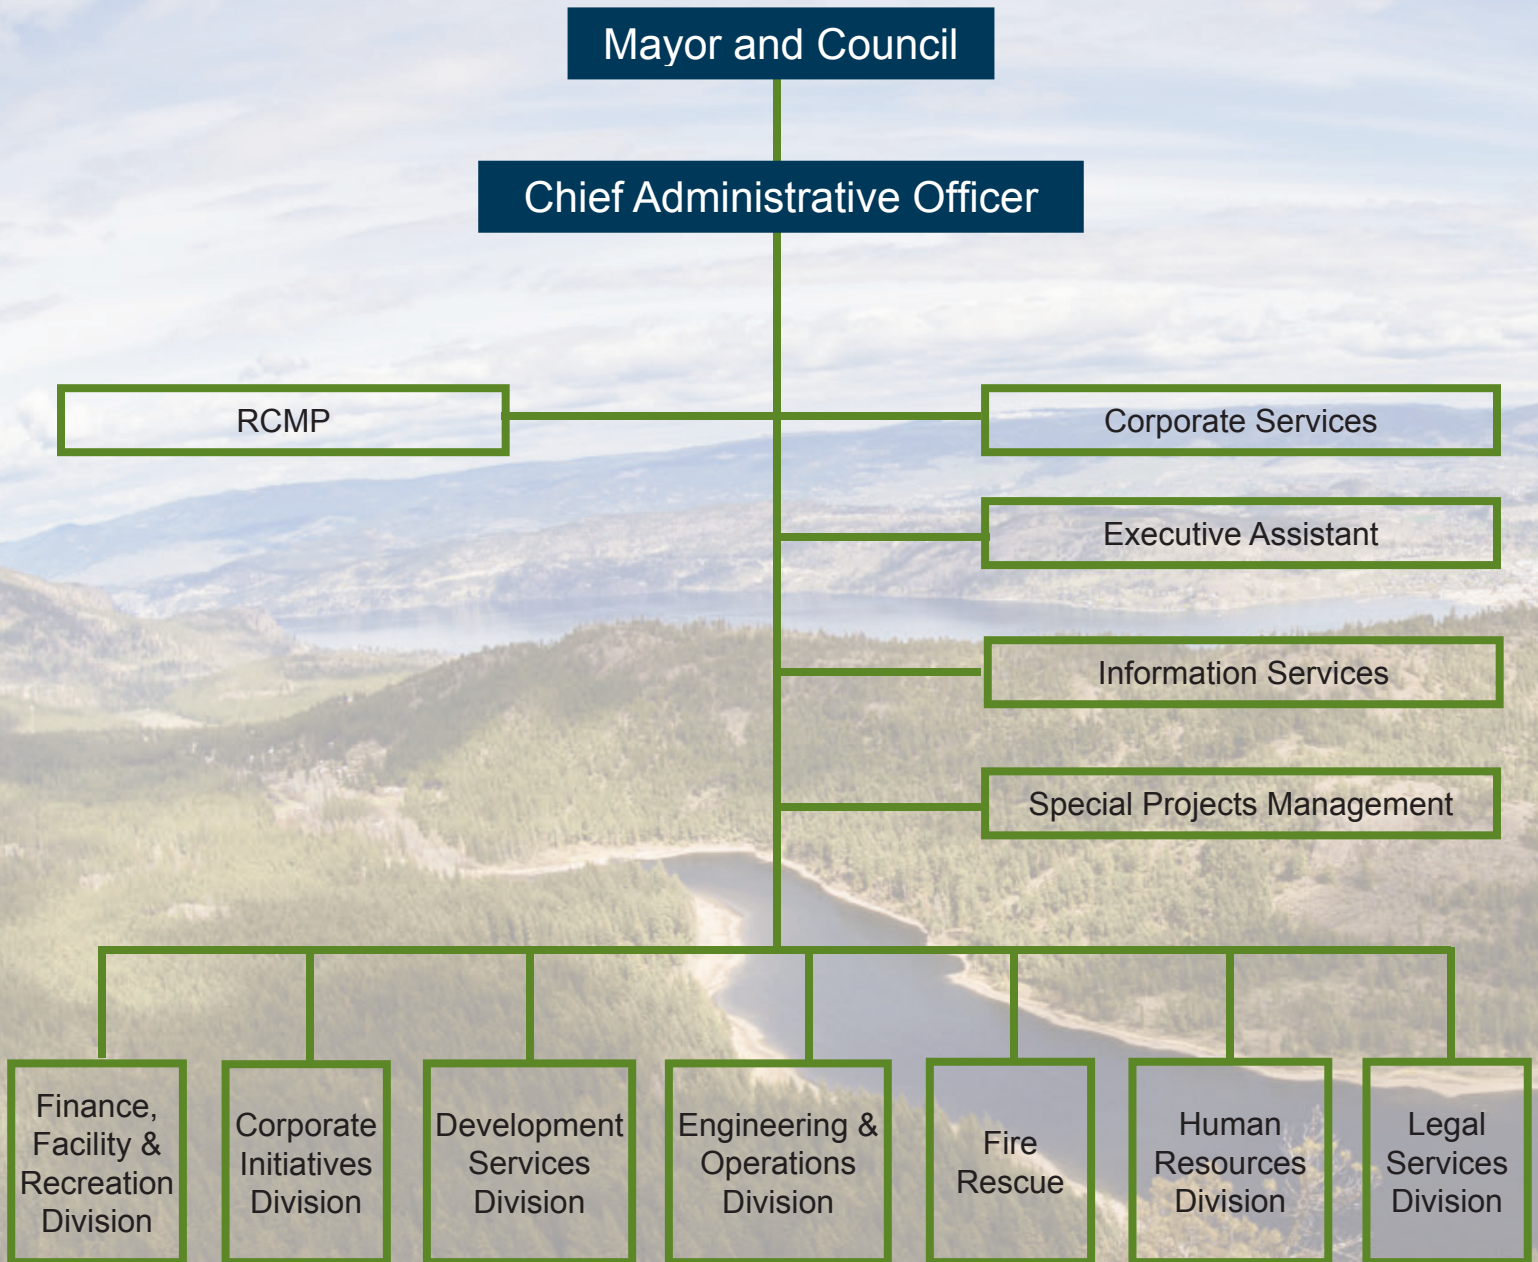 Mayor and Council
Chief Administrative Officer
RCMP
Corporate Services
Executive Assistant
Information Services
Special Projects Management
Finance,
Facility &
Recreation
Division
Corporate
Initiatives
Division
Development
Services
Division
Engineering &
Operations
Division
Fire
Rescue
Human
Resources
Division
Legal
Services
Division